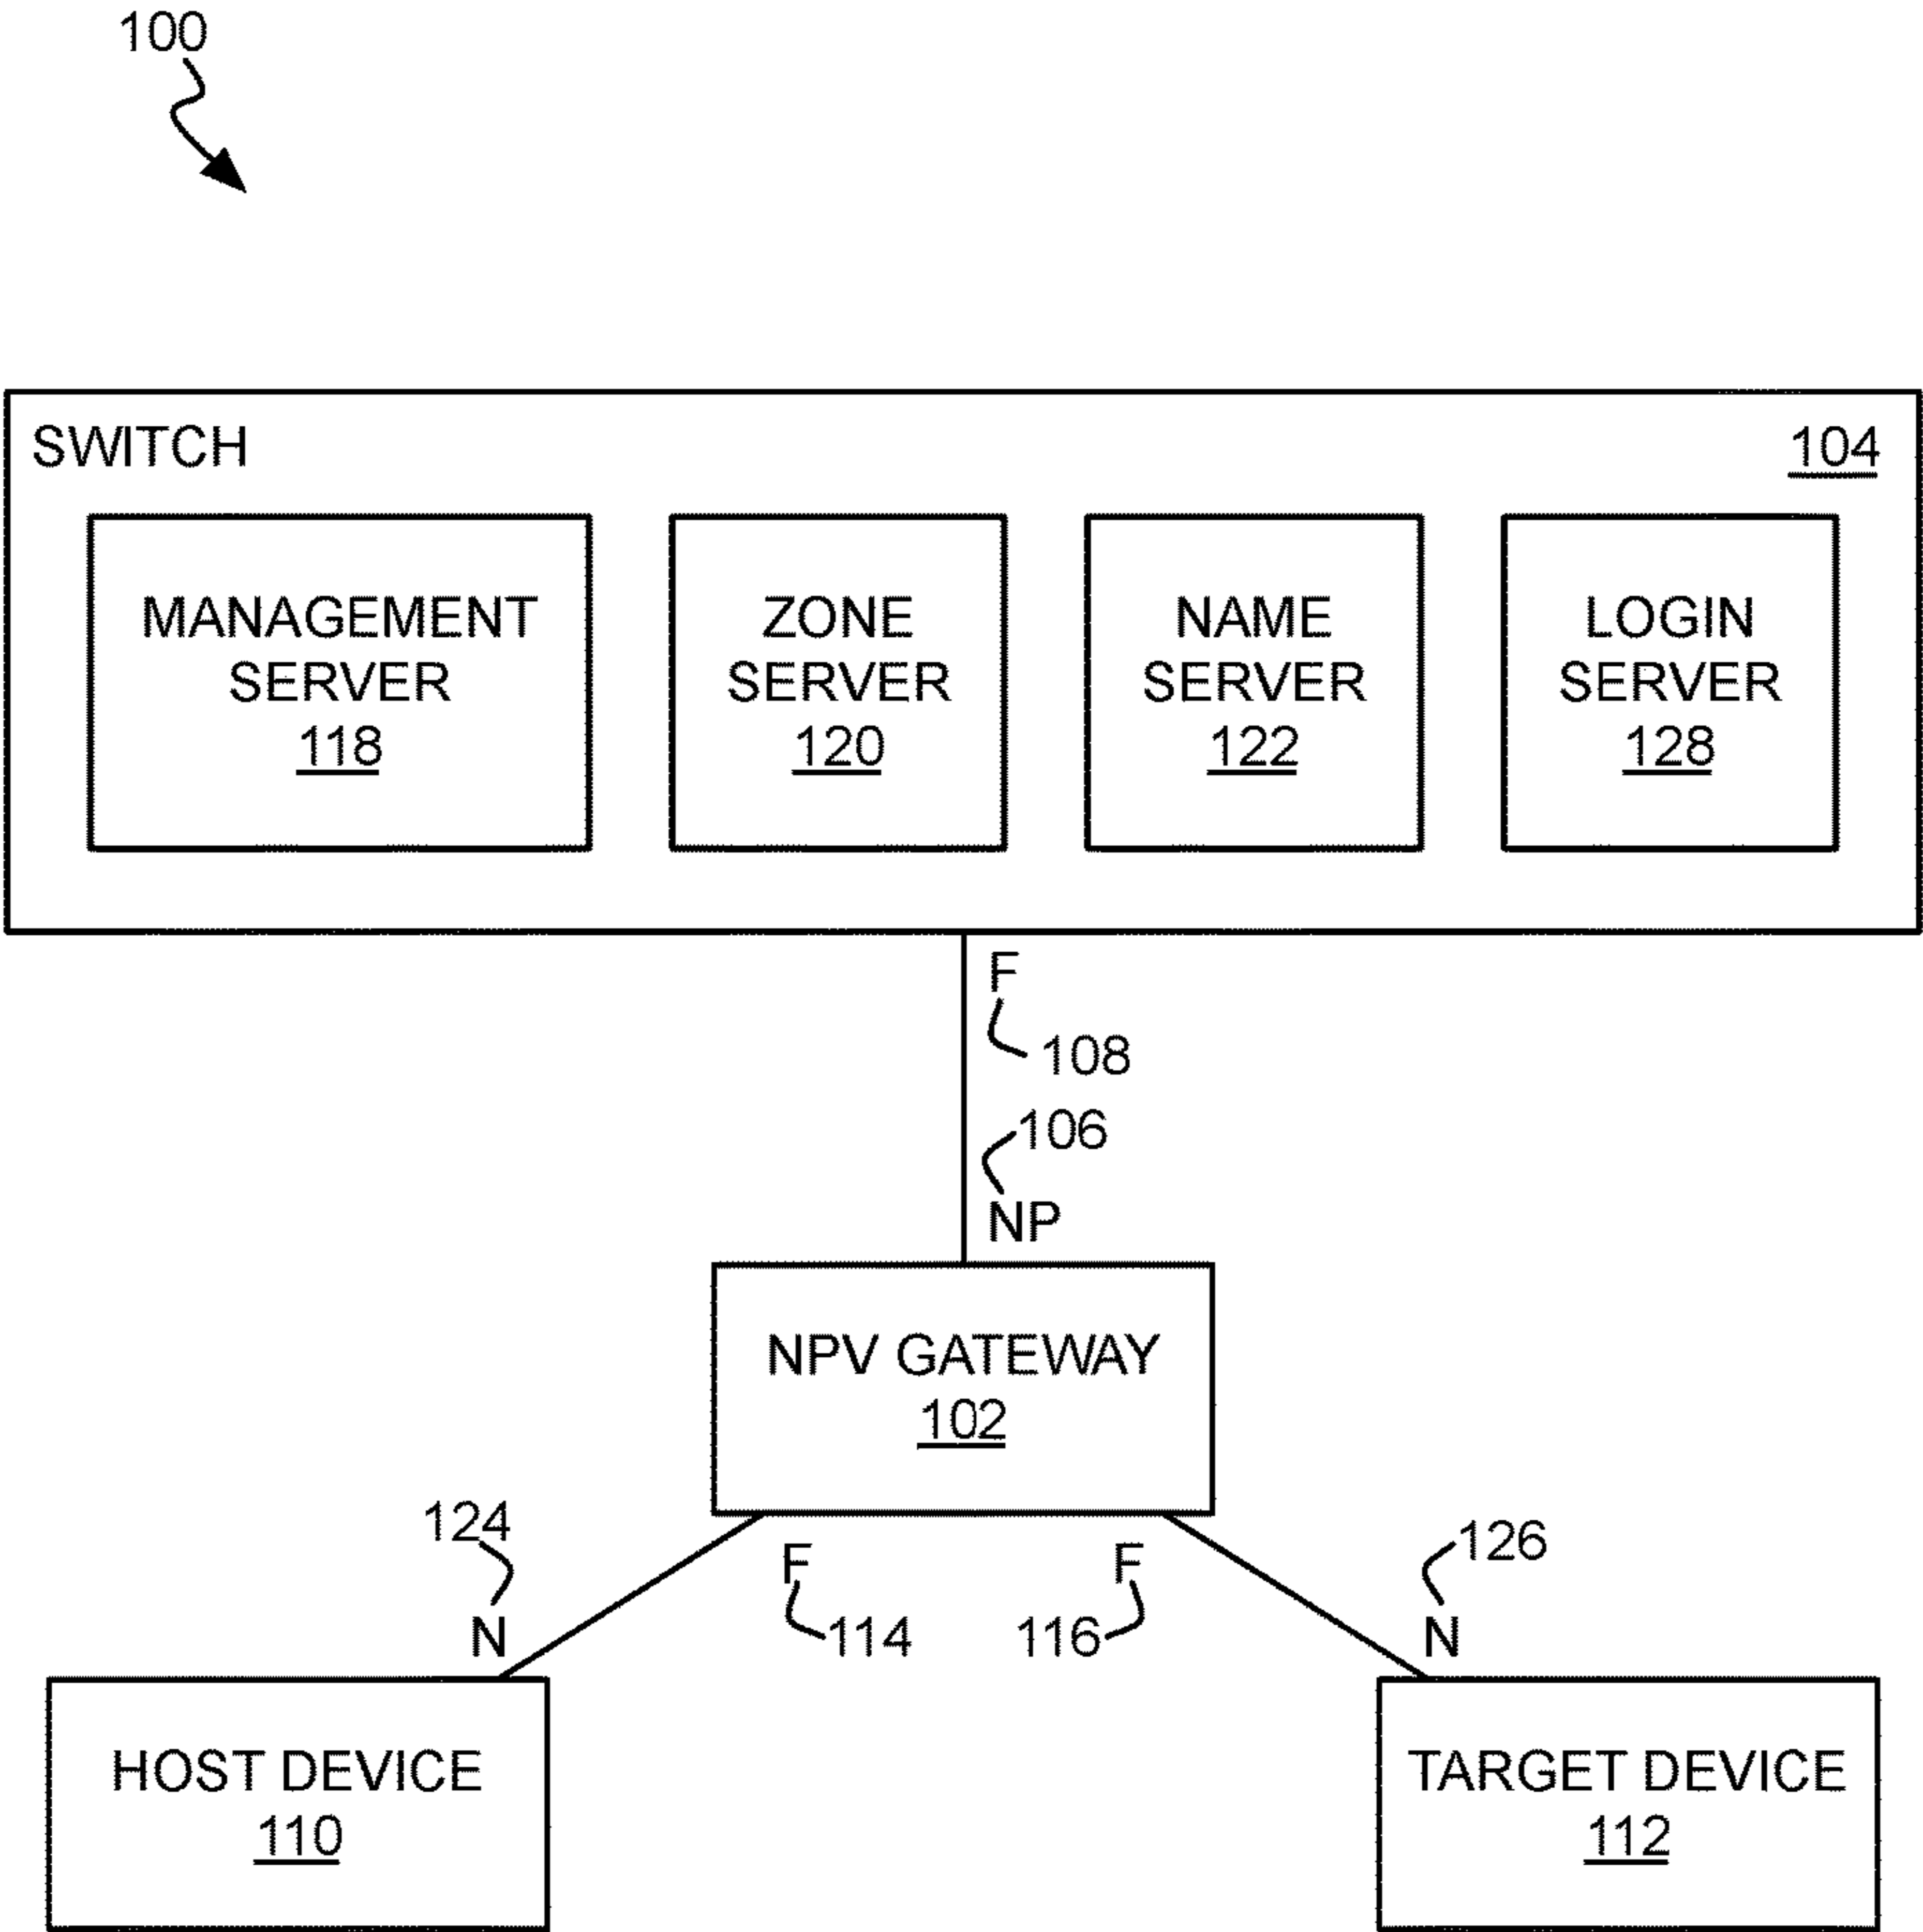 100
SWITCH
104
MANAGEMENT
SERVER
118
ZONE
SERVER
120
NAME
SERVER
122
LOGIN
SERVER
128
F
108
106
NP
NPV GATEWAY
102
124
N
F
114
F
116
126
N
HOST DEVICE
110
TARGET DEVICE
112